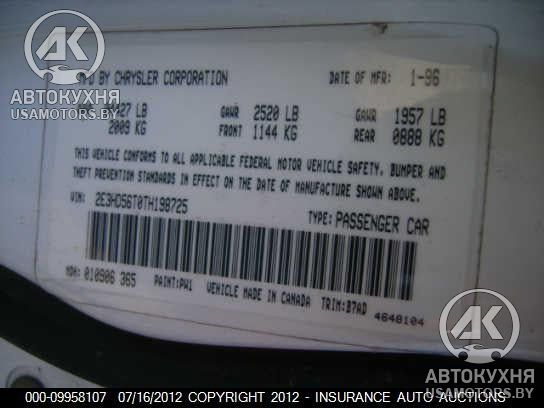 AK
АВТОКУХНЯ
USAMOTORS.BY
BY CHRYSLER CORPORATION
DATE OF MFR: 1-96
LB
2009 KG
GAWR 2520 LB
FRONT 1144 KG
GAWR 1957 LB
REAR 0888 KG
THIS VEHICLE CONFORMS TO ALL APPLICABLE FEDERAL MOTOR VEHICLE SAFETY, BUMPER AND
THEFT PREVENTION STANDARDS IN EFFECT ON THE DATE OF MANUFACTURE SHOWN ABOVE.
VIN: 2E3HD56T0TH198725
TYPE: PASSENGER CAR
MDH: 010906 365 PAINT: PW1 VEHICLE MADE IN CANADA TRIM: B7AD
4648104
AK
АВТОКУХНЯ
USAMOTORS.BY
000-09958107 07/16/2012 COPYRIGHT 2012 - INSURANCE AUTO AUCTIONS